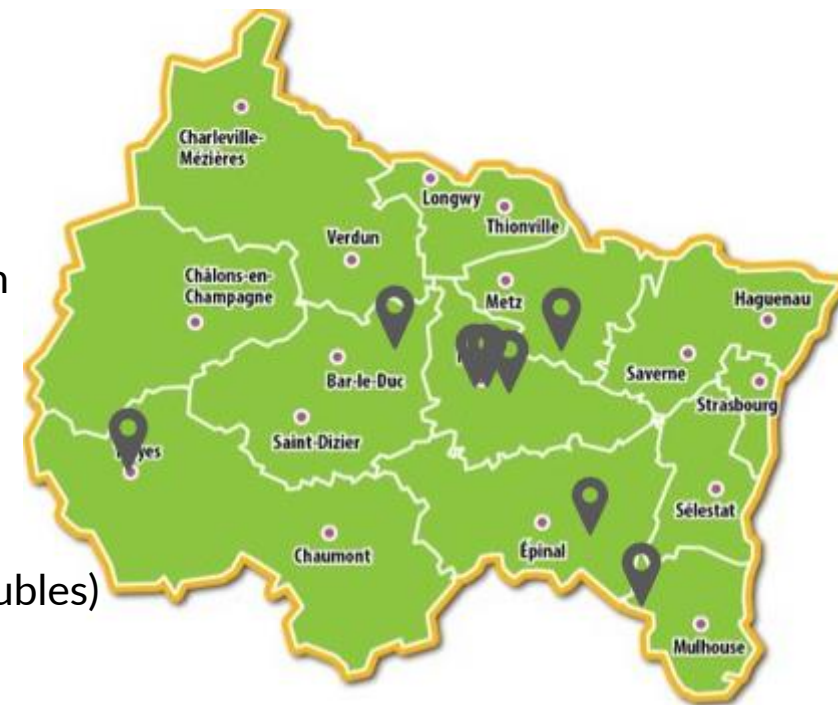 Charleville-
Mézières
Longwy
Thionville
Verdun
Châlons-en-
Champagne
Metz
Haguenau
Bar-le-Duc
Saverne
Strasbourg
Saint-Dizier
Sélestat
Chaumont
Épinal
ubles)
Mulhouse